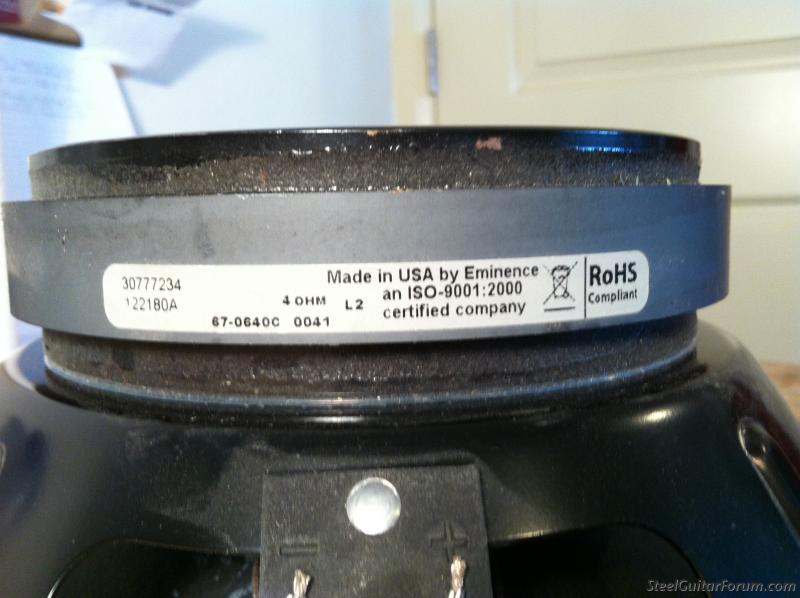 30777234
122180A
4 OHM L2
67-0640C 0041
Made in USA by Eminence
an ISO-9001:2000
certified company
RoHS
Compliant
- +
SteelGuitarForum.com